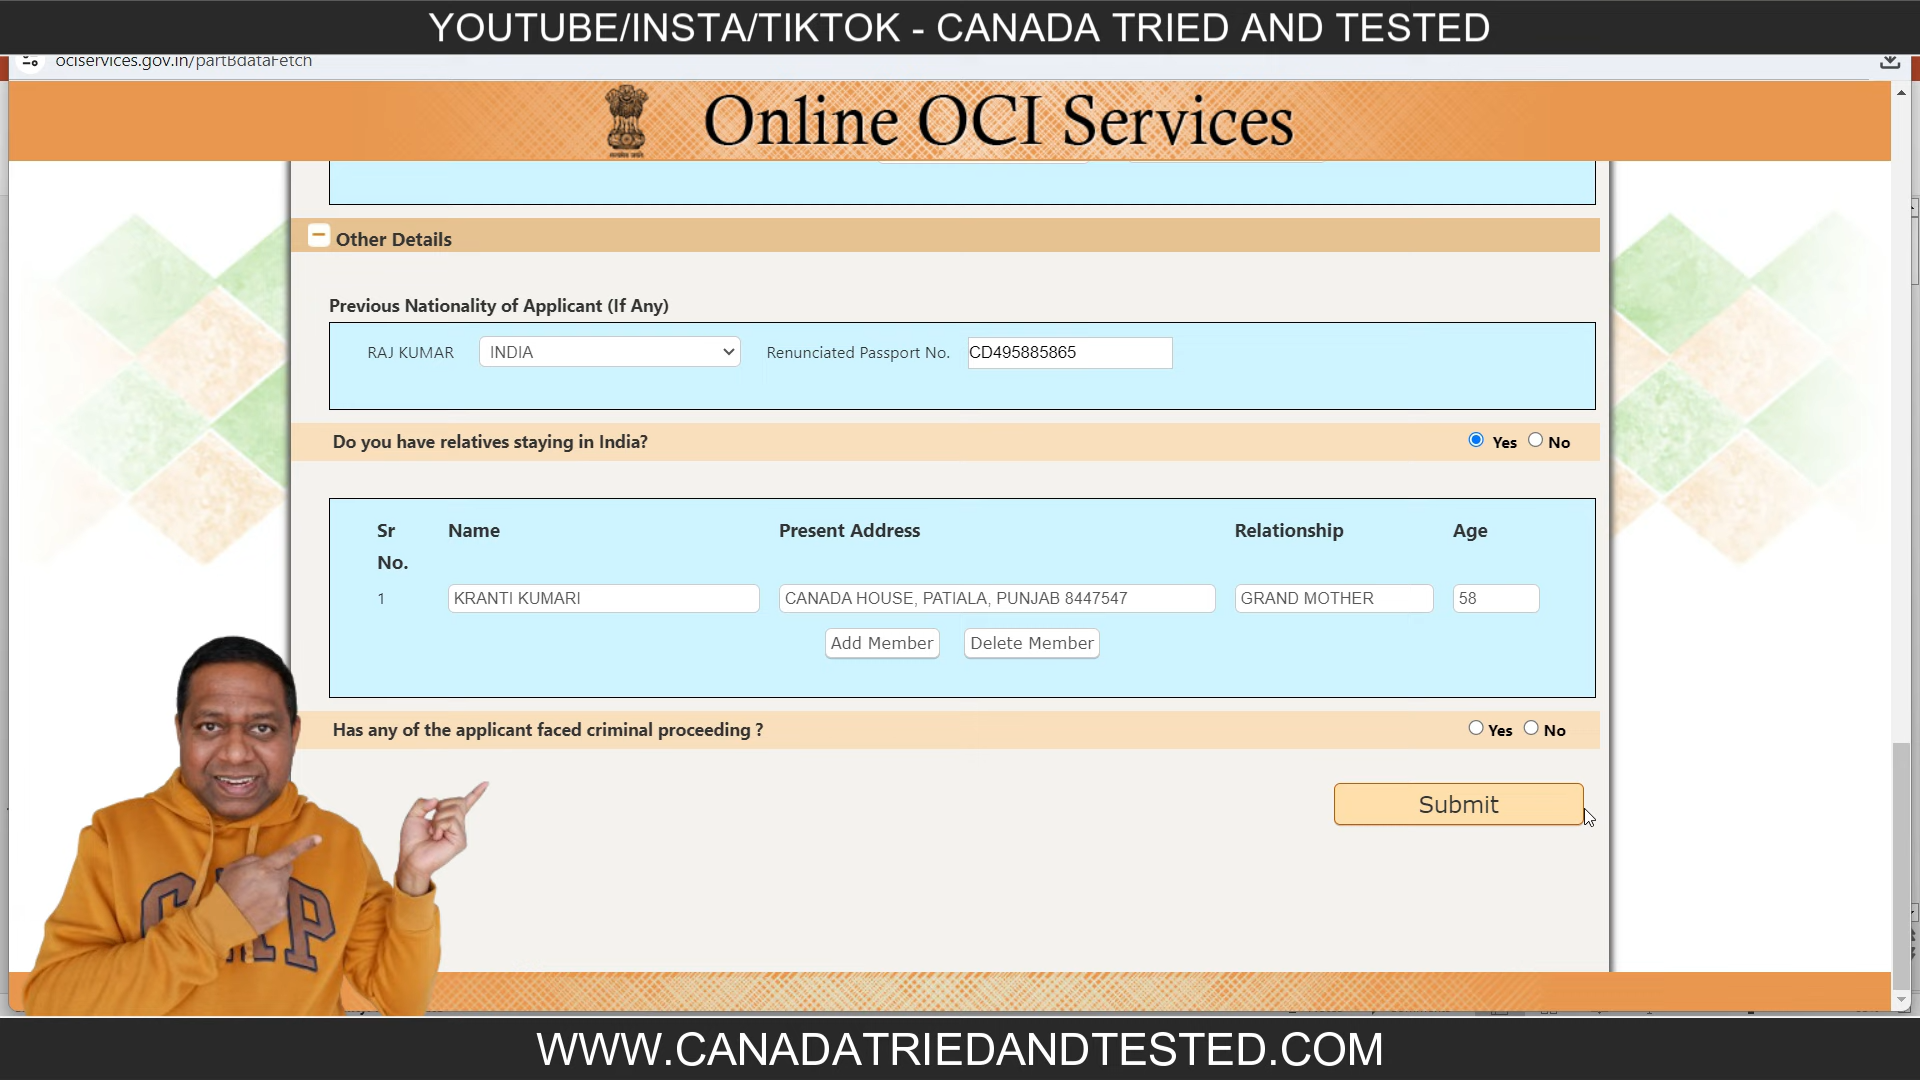 YOUTUBE/INSTA/TIKTOK - CANADA TRIED AND TESTED
ociservices.gov.in/partBdataFetch
Online OCI Services
Other Details
Previous Nationality of Applicant (If Any)
RAJ KUMAR INDIA Renunciated Passport No. CD495885865
Do you have relatives staying in India? Yes No
Sr No. Name Present Address Relationship Age
1 KRANTI KUMARI CANADA HOUSE, PATIALA, PUNJAB 8447547 GRAND MOTHER 58
Add Member Delete Member
Has any of the applicant faced criminal proceeding ? Yes No
Submit
WWW.CANADATRIEDANDTESTED.COM